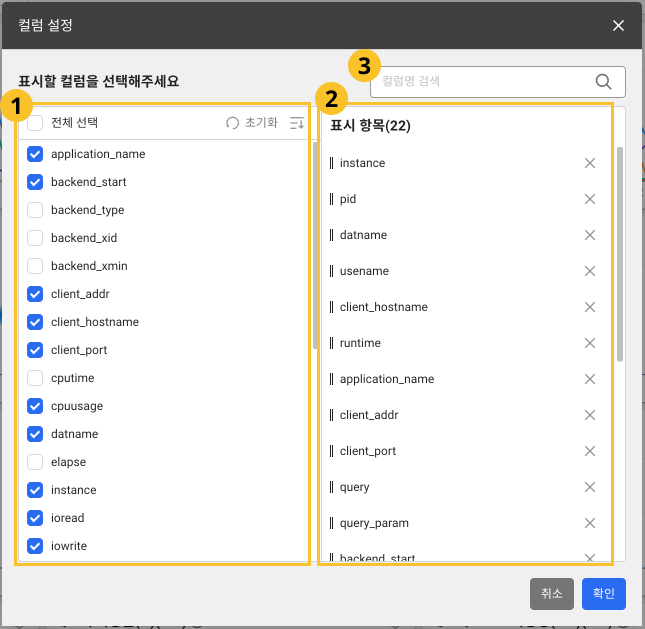 컬럼 설정
표시할 컬럼을 선택해주세요
3
컬럼명 검색
1
전체 선택
초기화
application_name
backend_start
backend_type
backend_xid
backend_xmin
client_addr
client_hostname
client_port
cputime
cpuusage
datname
elapse
instance
ioread
iowrite
2
표시 항목(22)
instance
pid
datname
usename
client_hostname
runtime
application_name
client_addr
client_port
query
query_param
backend_start
취소
확인